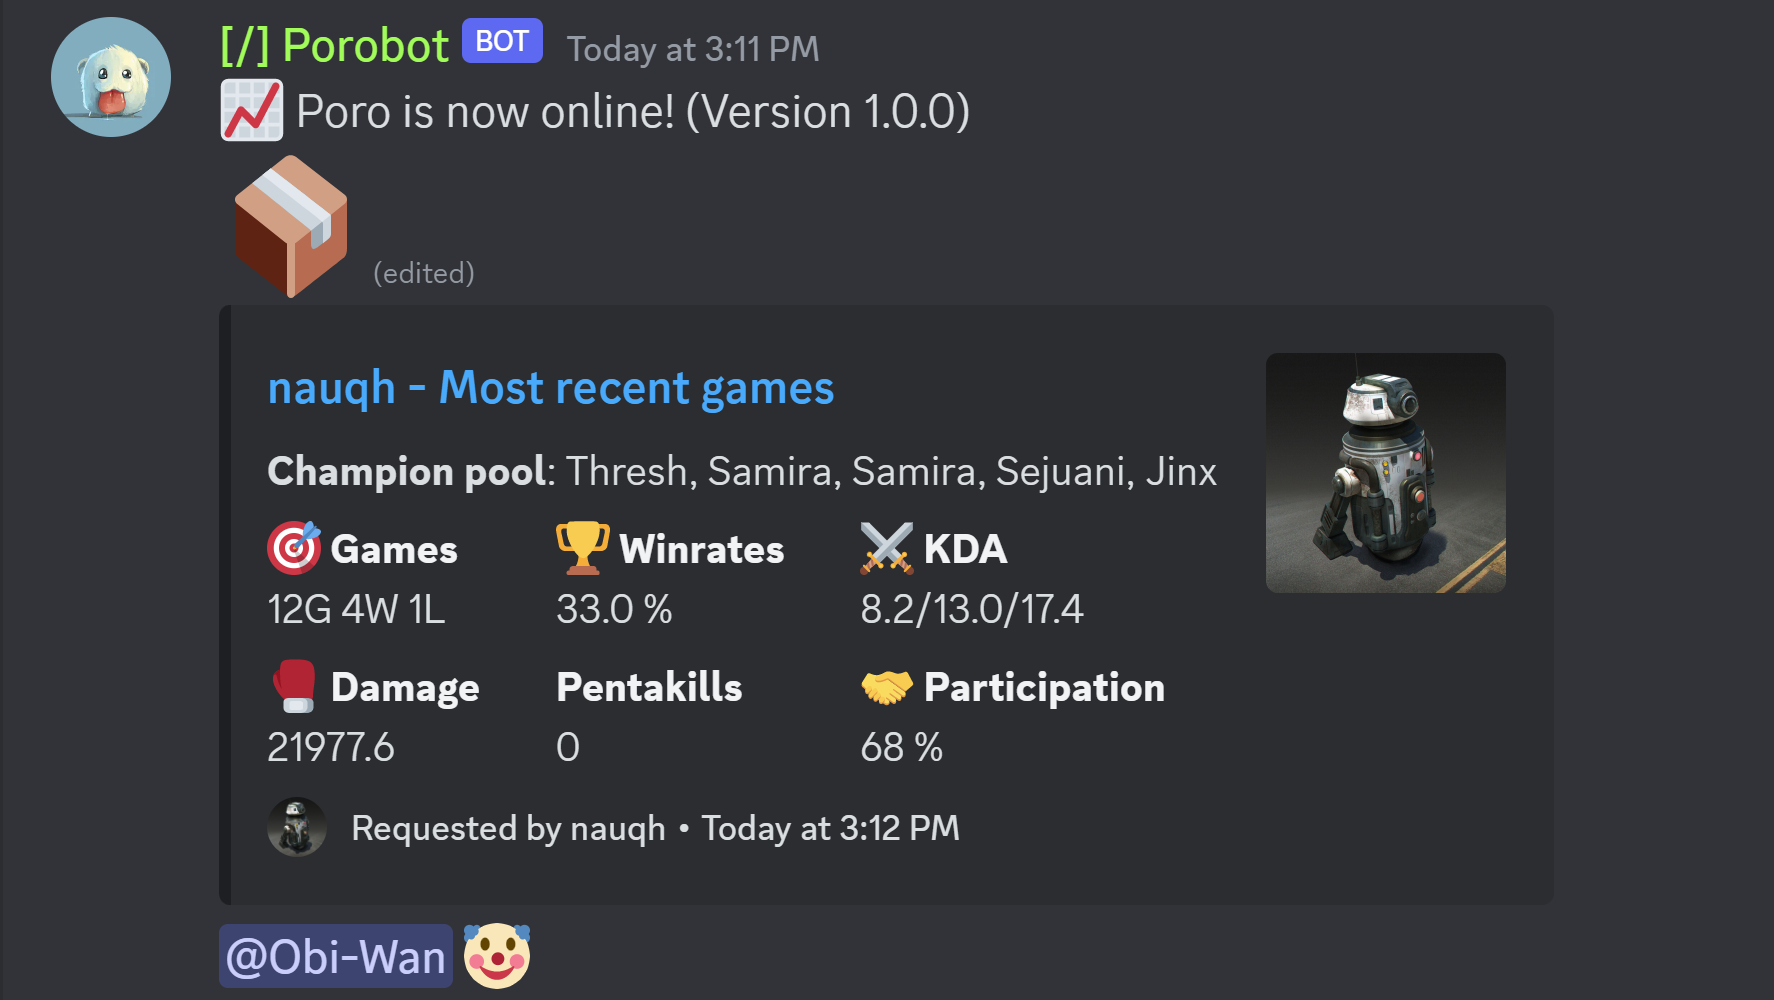 [/] Porobot BOT Today at 3:11 PM
Poro is now online! (Version 1.0.0)
(edited)
nauqh - Most recent games
Champion pool: Thresh, Samira, Samira, Sejuani, Jinx
Games Winrates KDA
12G 4W 1L 33.0 % 8.2/13.0/17.4
Damage Pentakills Participation
21977.6 0 68 %
Requested by nauqh • Today at 3:12 PM
@Obi-Wan